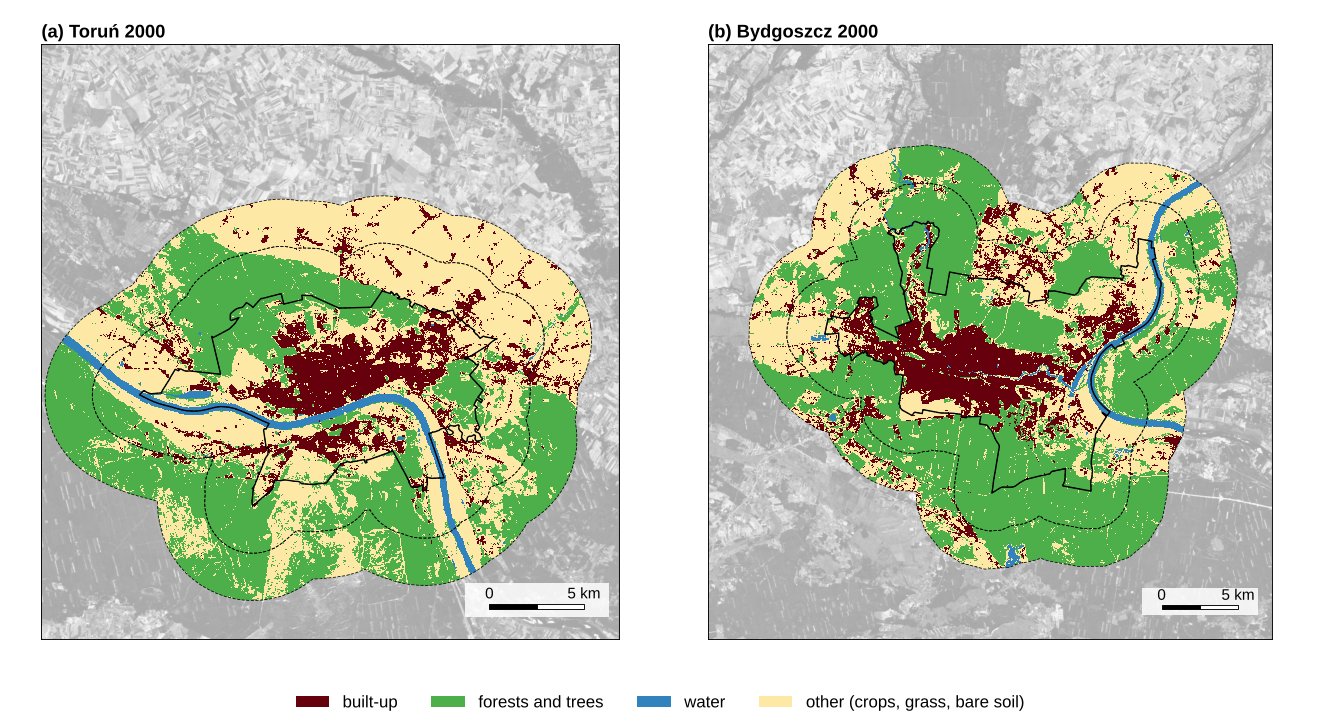 (a) Toruń 2000
(b) Bydgoszcz 2000
0 5 km
0 5 km
built-up forests and trees water other (crops, grass, bare soil)